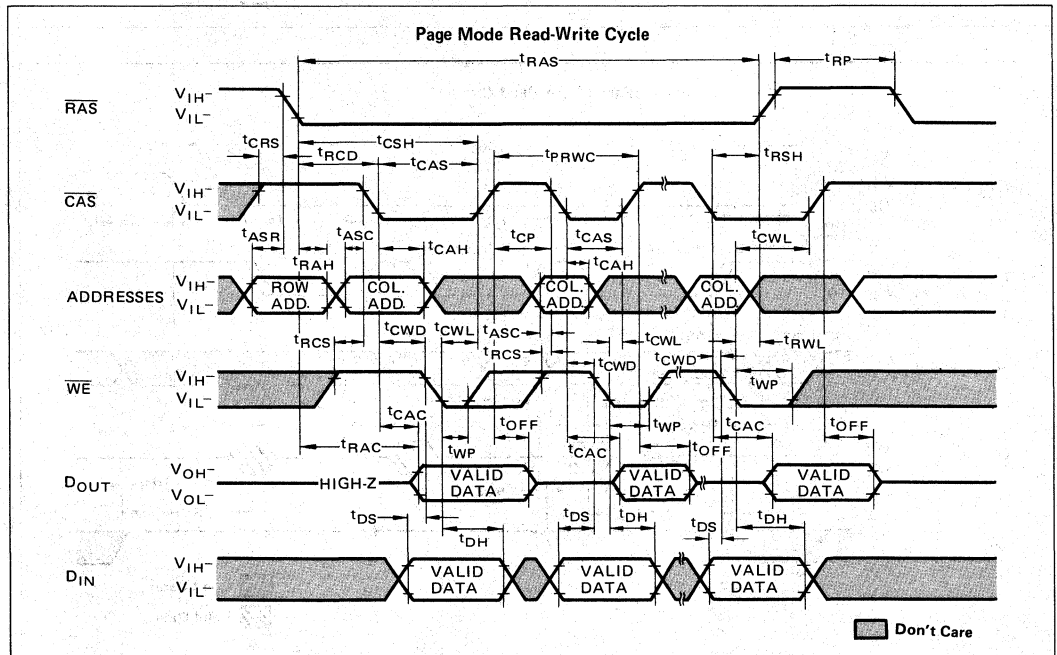 Page Mode Read-Write Cycle
tRAS
tRP
RAS
VIH-
VIL-
tCRS
tRCD
tCSH
tCAS
tPRWC
tRSH
CAS
VIH-
VIL-
tASR
tRAH
tASC
tCAH
tCP
tCAS
tCAH
tCWL
ADDRESSES
VIH-
VIL-
ROW ADD.
COL. ADD.
COL. ADD.
COL. ADD.
tRCS
tCWD
tCWL
tASC
tRCS
tCWL
tCWD
tCWD
tRWL
WE
VIH-
VIL-
tWP
tCAC
tRAC
tWP
tOFF
tCAC
tWP
tOFF
tCAC
tOFF
DOUT
VOH-
VOL-
HIGH-Z
VALID DATA
VALID DATA
VALID DATA
tDS
tDH
tDS
tDH
tDS
tDH
DIN
VIH-
VIL-
VALID DATA
VALID DATA
VALID DATA
Don't Care